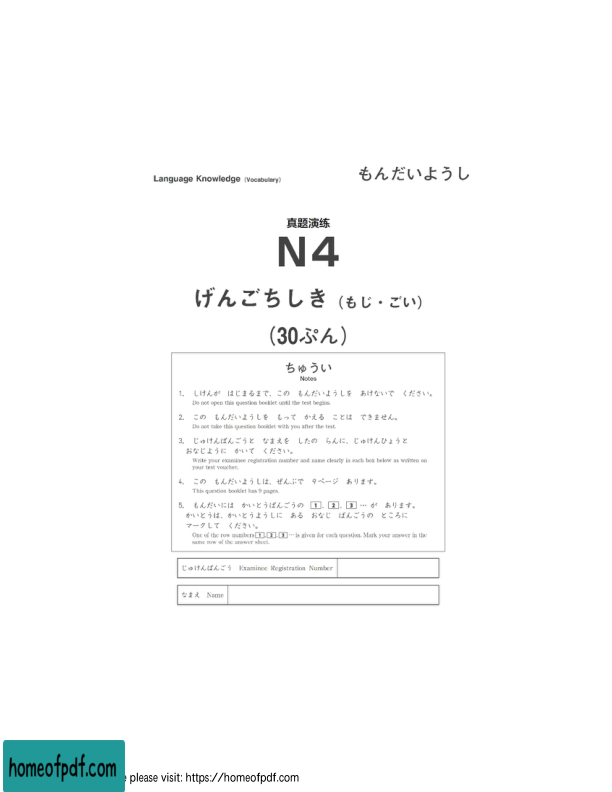 Language Knowledge (Vocabulary)
もんだいようし
真题演练
N4
げんごちしき (もじ・ごい)
(30ぷん)
ちゅうい
Notes
1. しけんが はじまるまで、この もんだいようしを あけないで ください。
Do not open this question booklet until the test begins.
2. この もんだいようしを もって かえる ことは できません。
Do not take this question booklet with you after the test.
3. じゅけんばんごうと なまえを したの らんに、じゅけんひょうと
おなじように かいて ください。
Write your examinee registration number and name clearly in each box below as written on
your test voucher.
4. この もんだいようしは、ぜんぶで 9ページ あります。
This question booklet has 9 pages.
5. もんだいには かいとうばんごうの 1、2、3 … が あります。
かいとうは、かいとうようしに ある おなじ ばんごうの ところに
マークして ください。
One of the row numbers 1, 2, 3 … is given for each question. Mark your answer in the
same row of the answer sheet.
じゅけんばんごう Examinee Registration Number
なまえ Name
homeofpdf.com
please visit: https://homeofpdf.com